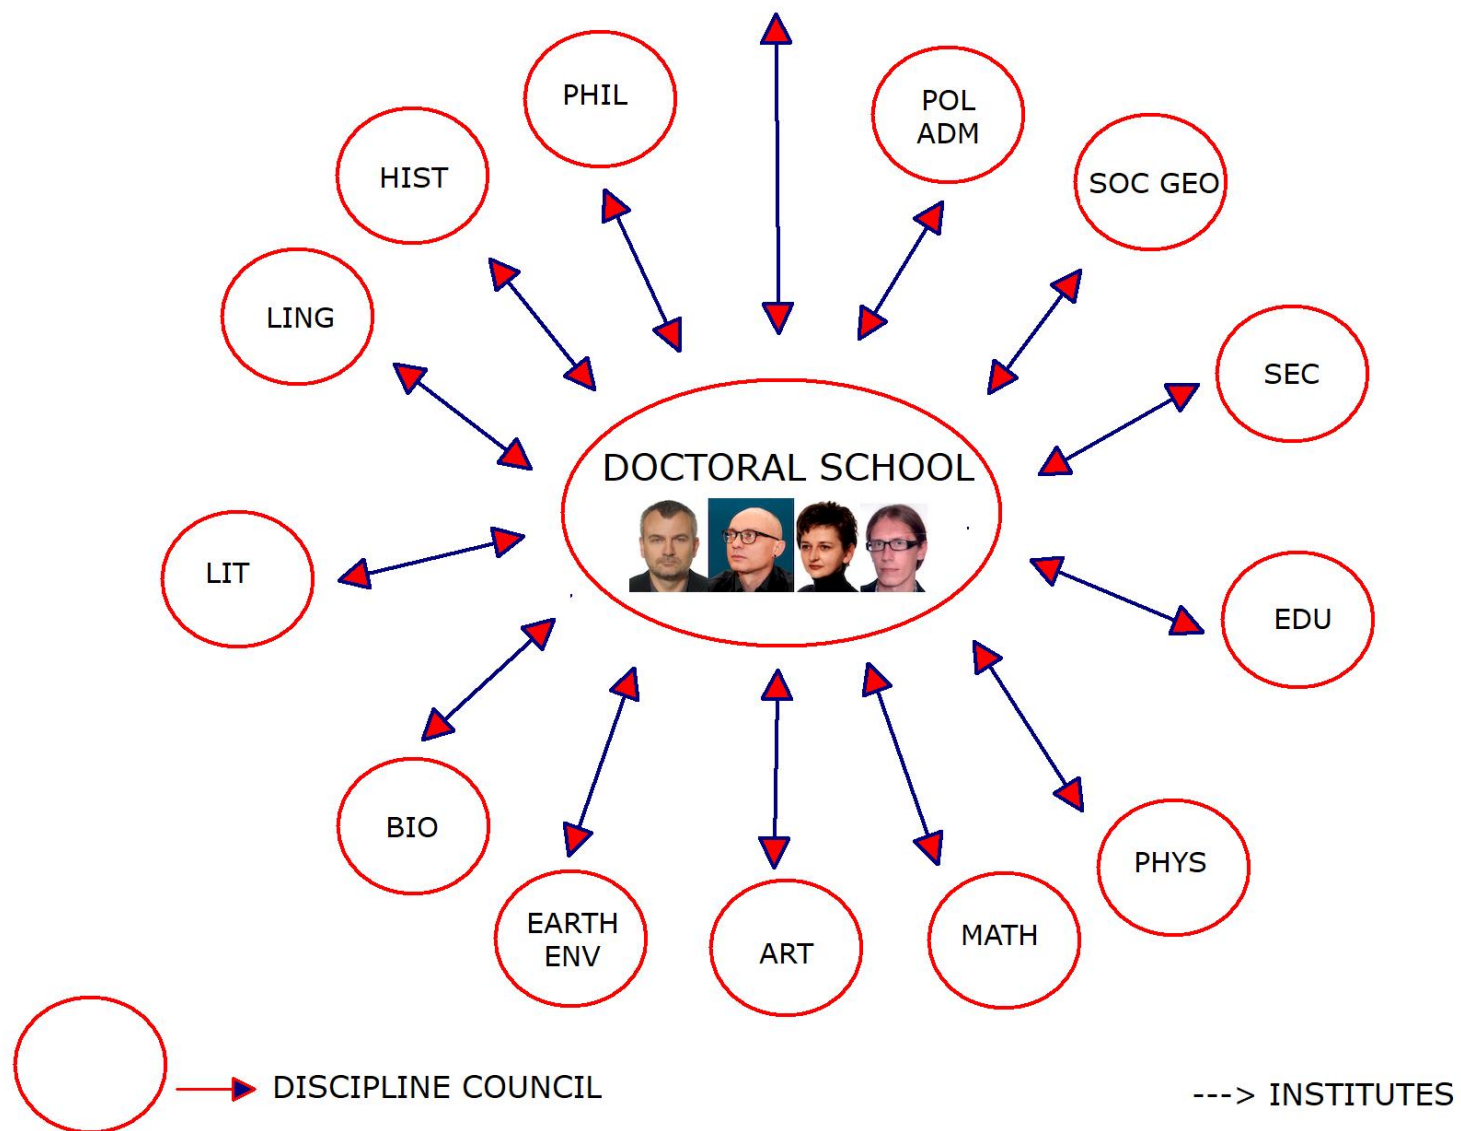 PHIL
POL
ADM
HIST
SOC GEO
LING
SEC
DOCTORAL SCHOOL
LIT
EDU
BIO
PHYS
EARTH
ENV
ART
MATH
DISCIPLINE COUNCIL
---> INSTITUTES